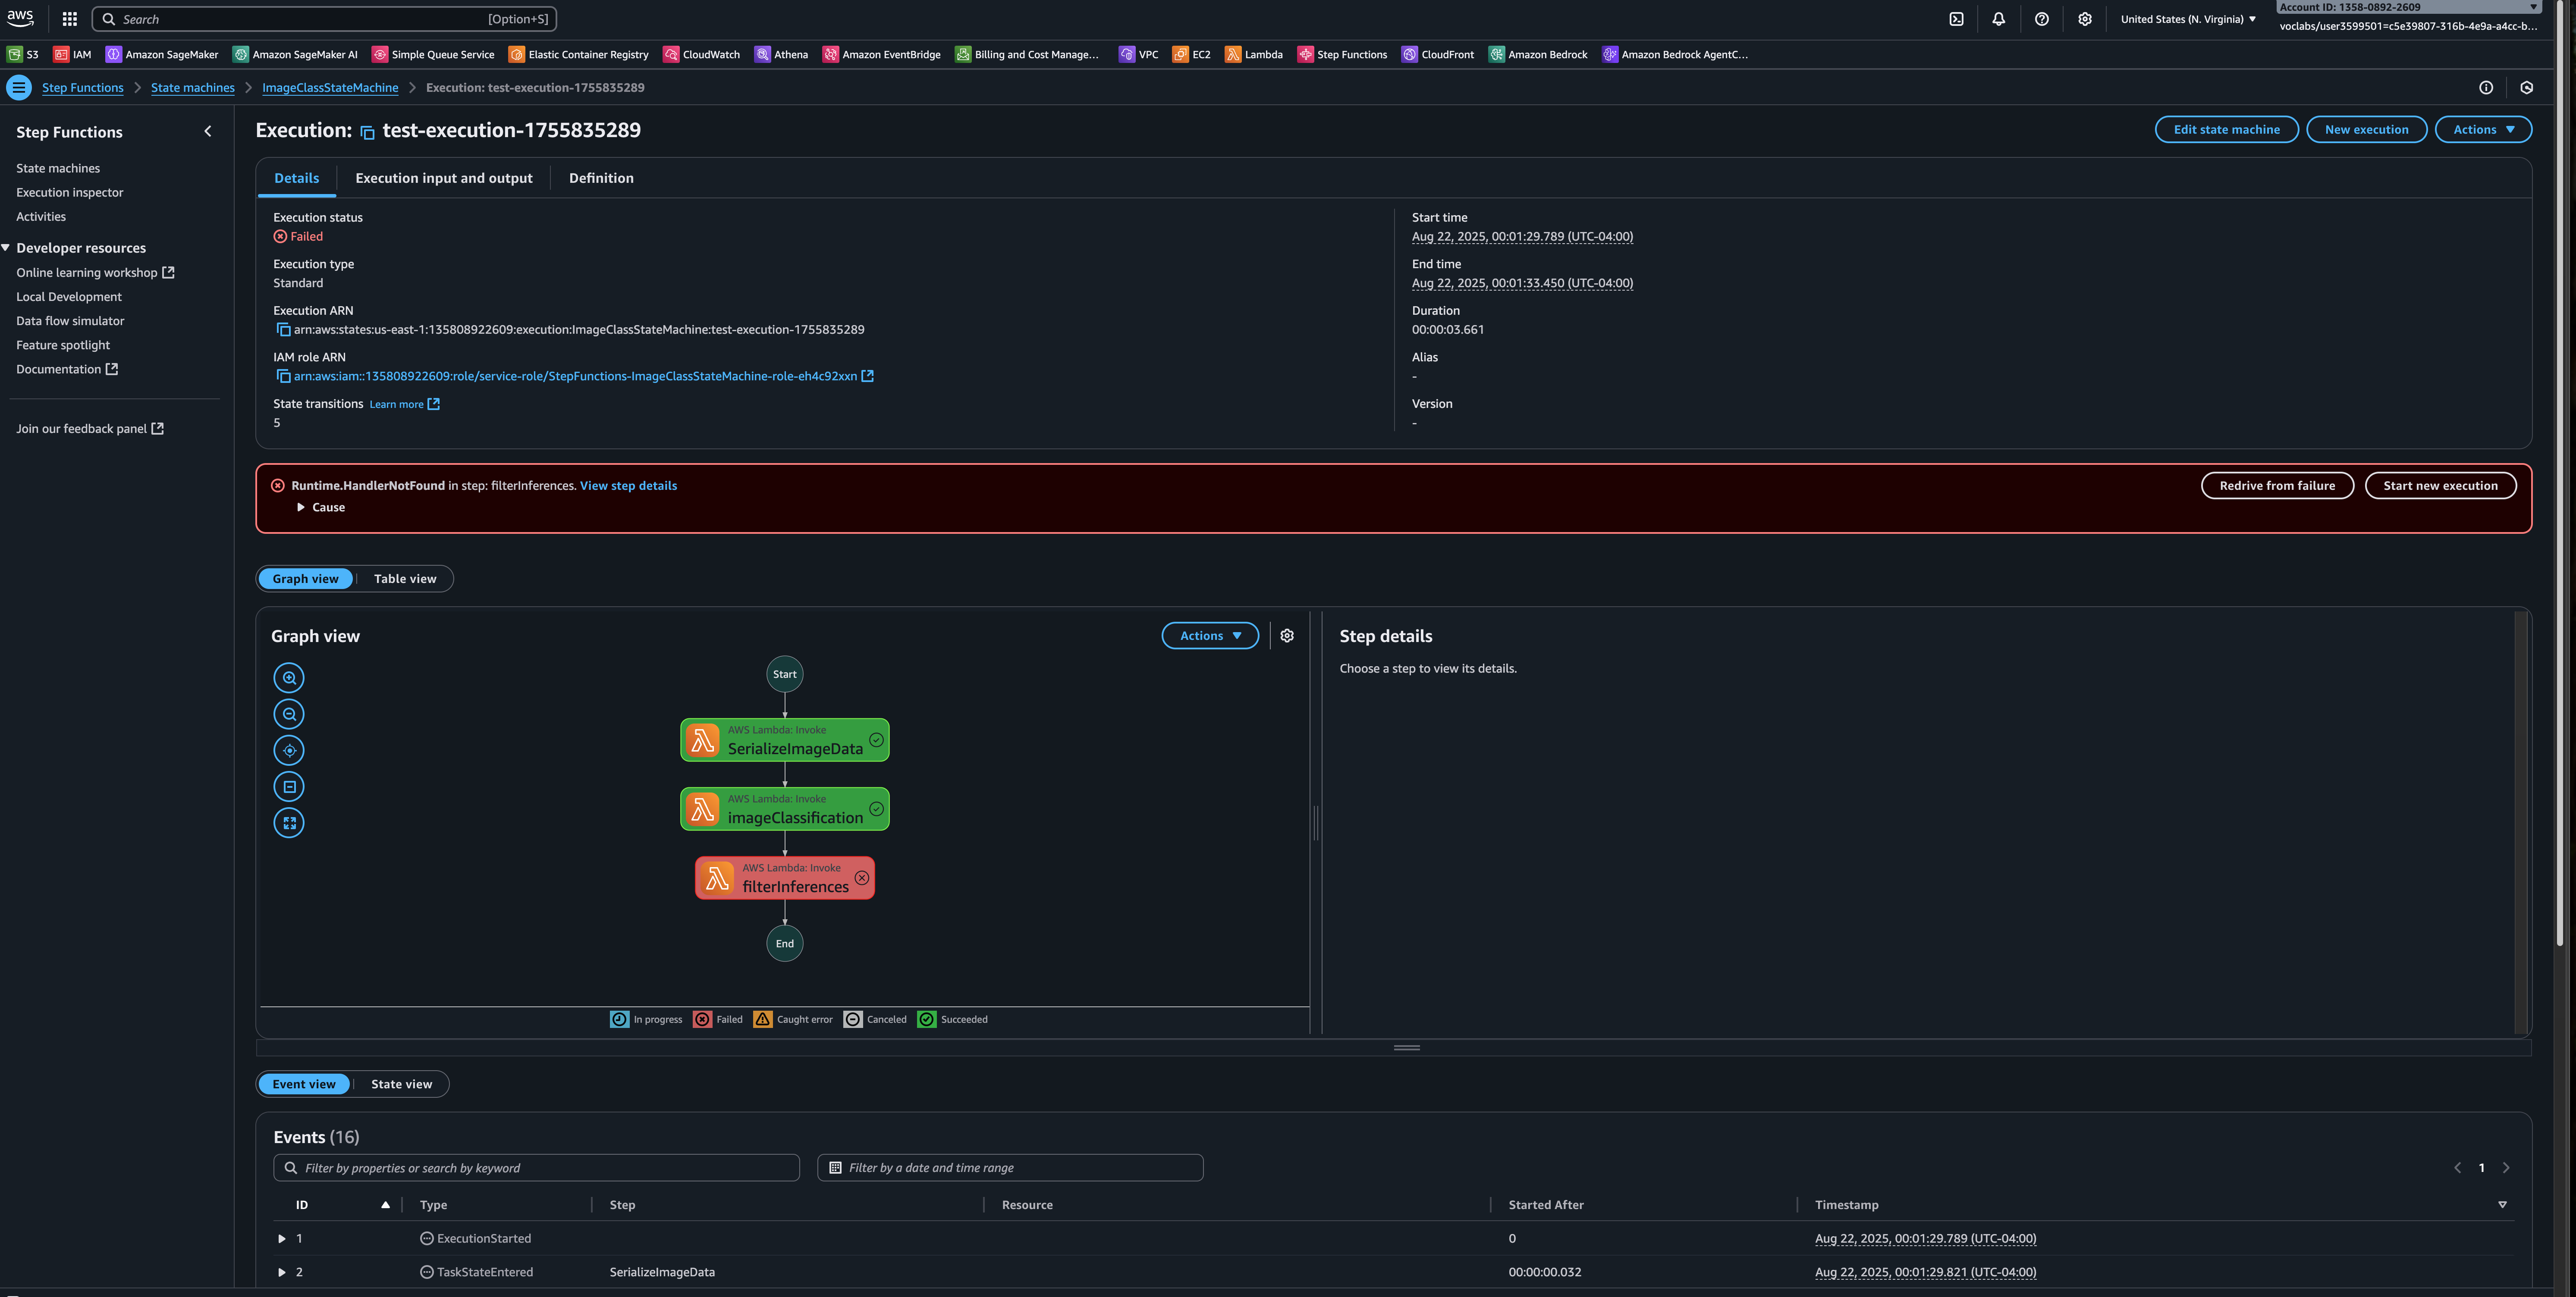 aws
Search [Option+S]
United States (N. Virginia)
Account ID: 1358-0892-2609
voclabs/user3599501=c5e39807-316b-4e9a-a4cc-b...
S3 IAM Amazon SageMaker Amazon SageMaker AI Simple Queue Service Elastic Container Registry CloudWatch Athena Amazon EventBridge Billing and Cost Manage... VPC EC2 Lambda Step Functions CloudFront Amazon Bedrock Amazon Bedrock AgentC...
Step Functions State machines ImageClassStateMachine Execution: test-execution-1755835289
Step Functions
State machines
Execution inspector
Activities
Developer resources
Online learning workshop
Local Development
Data flow simulator
Feature spotlight
Documentation
Join our feedback panel
Execution: test-execution-1755835289
Edit state machine New execution Actions
Details Execution input and output Definition
Execution status
Failed
Execution type
Standard
Execution ARN
arn:aws:states:us-east-1:135808922609:execution:ImageClassStateMachine:test-execution-1755835289
IAM role ARN
arn:aws:iam::135808922609:role/service-role/StepFunctions-ImageClassStateMachine-role-eh4c92xxn
State transitions Learn more
5
Start time
Aug 22, 2025, 00:01:29.789 (UTC-04:00)
End time
Aug 22, 2025, 00:01:33.450 (UTC-04:00)
Duration
00:00:03.661
Alias
-
Version
-
Runtime.HandlerNotFound in step: filterInferences. View step details
Cause
Redrive from failure Start new execution
Graph view Table view
Graph view
Actions
Start
AWS Lambda: Invoke
SerializeImageData
AWS Lambda: Invoke
imageClassification
AWS Lambda: Invoke
filterInferences
End
In progress Failed Caught error Canceled Succeeded
Step details
Choose a step to view its details.
Event view State view
Events (16)
Filter by properties or search by keyword
Filter by a date and time range
1
ID Type Step Resource Started After Timestamp
1 ExecutionStarted 0 Aug 22, 2025, 00:01:29.789 (UTC-04:00)
2 TaskStateEntered SerializeImageData 00:00:00.032 Aug 22, 2025, 00:01:29.821 (UTC-04:00)